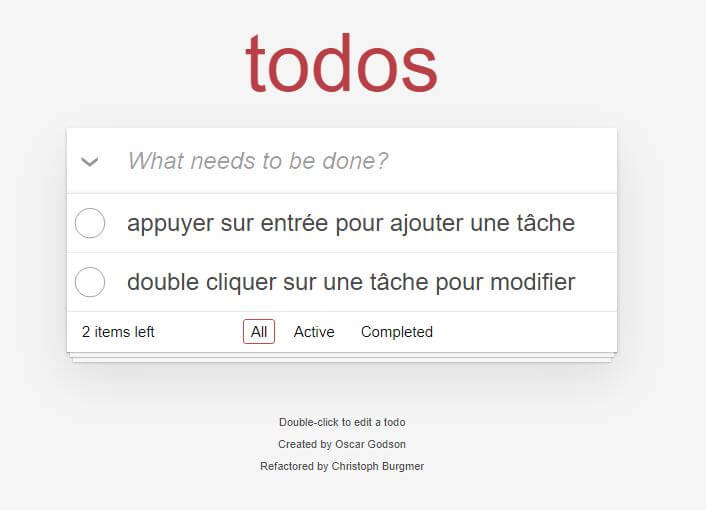 todos
What needs to be done?
appuyer sur entrée pour ajouter une tâche
double cliquer sur une tâche pour modifier
2 items left All Active Completed
Double-click to edit a todo
Created by Oscar Godson
Refactored by Christoph Burgmer